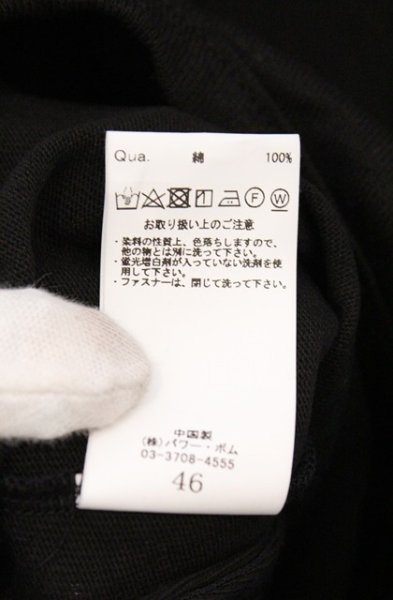 Qua. 綿 100%
F W
お取り扱い上のご注意
・染料の性質上、色落ちしますので、
他の物とは別に洗って下さい。
・蛍光増白剤が入っていない洗剤を使
用して下さい。
・ファスナーは、閉じて洗って下さい。
中国製
(株)パワー・ボム
03-3708-4555
46